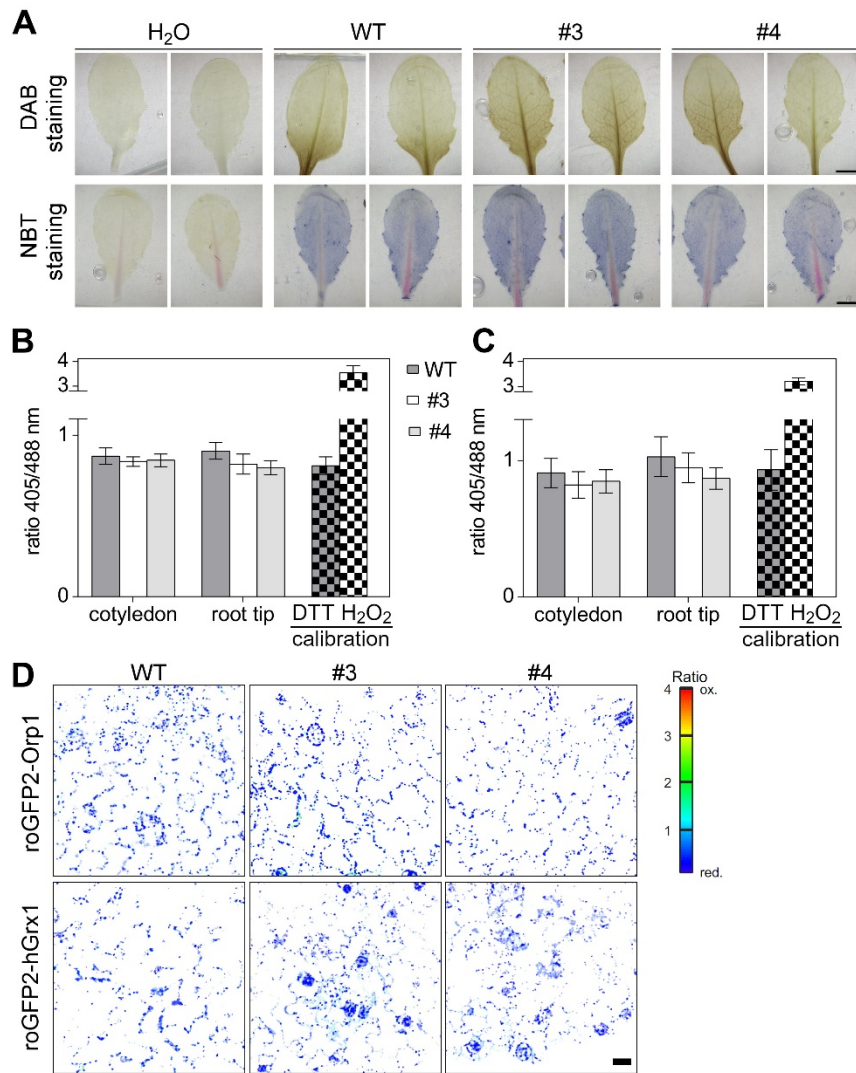 A
H₂O WT #3 #4
DAB staining
NBT staining
B
4
3
1
0
ratio 405/488 nm
cotyledon root tip DTT H₂O₂
calibration
WT
#3
#4
C
4
3
1
0
ratio 405/488 nm
cotyledon root tip DTT H₂O₂
calibration
D
WT #3 #4
roGFP2-Orp1
roGFP2-hGrx1
Ratio
4 ox.
3
2
1
red.